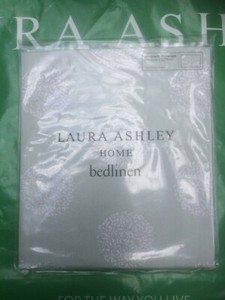 RA ASH
LAURA ASHLEY
HOME
bedlinen
FOR THE WAY YOU LIVE